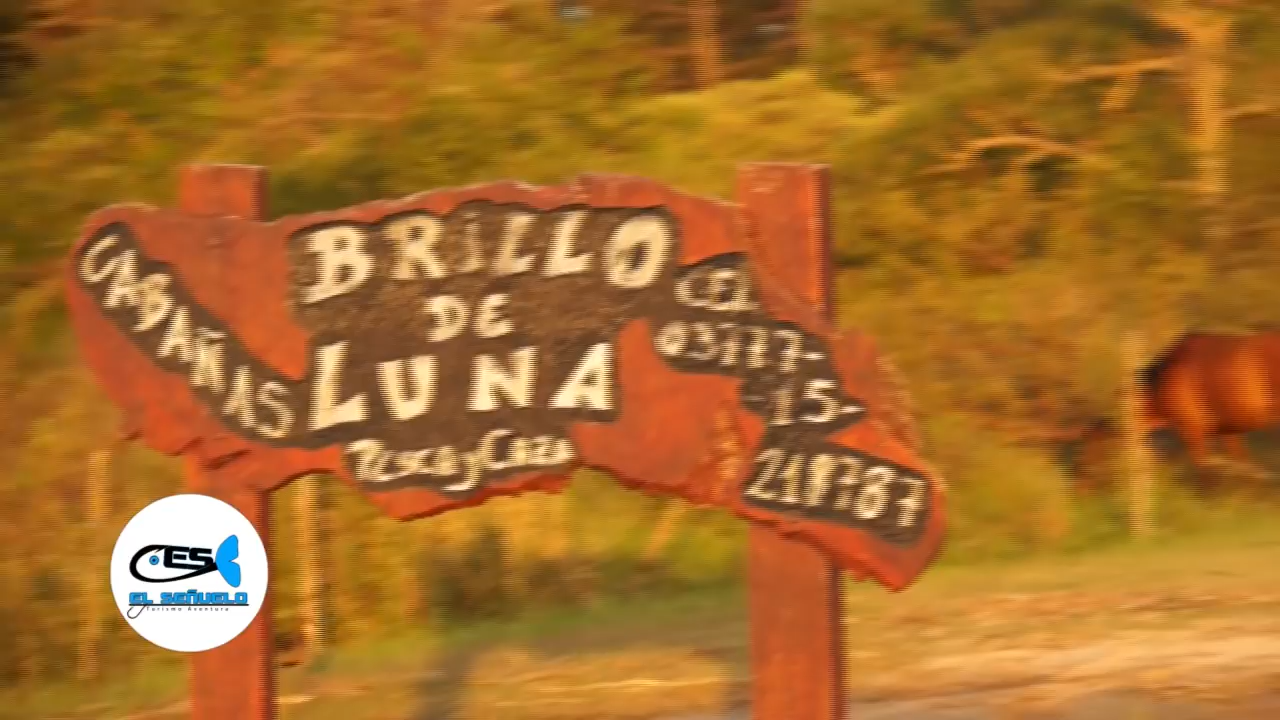 CABAÑAS
BRILLO
DE
LUNA
PESCA y CAZA
CEL
03777-
-15-
219787
ES
EL SEÑUELO
Turismo Aventura